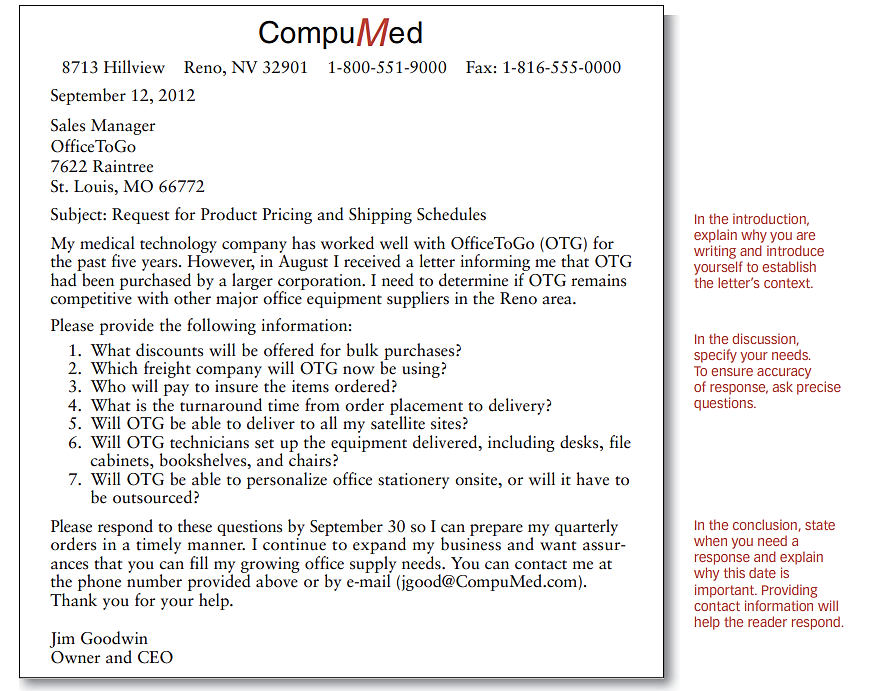 CompuMed
8713 Hillview Reno, NV 32901 1-800-551-9000 Fax: 1-816-555-0000
September 12, 2012
Sales Manager
OfficeToGo
7622 Raintree
St. Louis, MO 66772
Subject: Request for Product Pricing and Shipping Schedules
My medical technology company has worked well with OfficeToGo (OTG) for
the past five years. However, in August I received a letter informing me that OTG
had been purchased by a larger corporation. I need to determine if OTG remains
competitive with other major office equipment suppliers in the Reno area.
Please provide the following information:
1. What discounts will be offered for bulk purchases?
2. Which freight company will OTG now be using?
3. Who will pay to insure the items ordered?
4. What is the turnaround time from order placement to delivery?
5. Will OTG be able to deliver to all my satellite sites?
6. Will OTG technicians set up the equipment delivered, including desks, file
cabinets, bookshelves, and chairs?
7. Will OTG be able to personalize office stationery onsite, or will it have to
be outsourced?
Please respond to these questions by September 30 so I can prepare my quarterly
orders in a timely manner. I continue to expand my business and want assur-
ances that you can fill my growing office supply needs. You can contact me at
the phone number provided above or by e-mail (jgood@CompuMed.com).
Thank you for your help.
Jim Goodwin
Owner and CEO
In the introduction,
explain why you are
writing and introduce
yourself to establish
the letter's context.
In the discussion,
specify your needs.
To ensure accuracy
of response, ask precise
questions.
In the conclusion, state
when you need a
response and explain
why this date is
important. Providing
contact information will
help the reader respond.